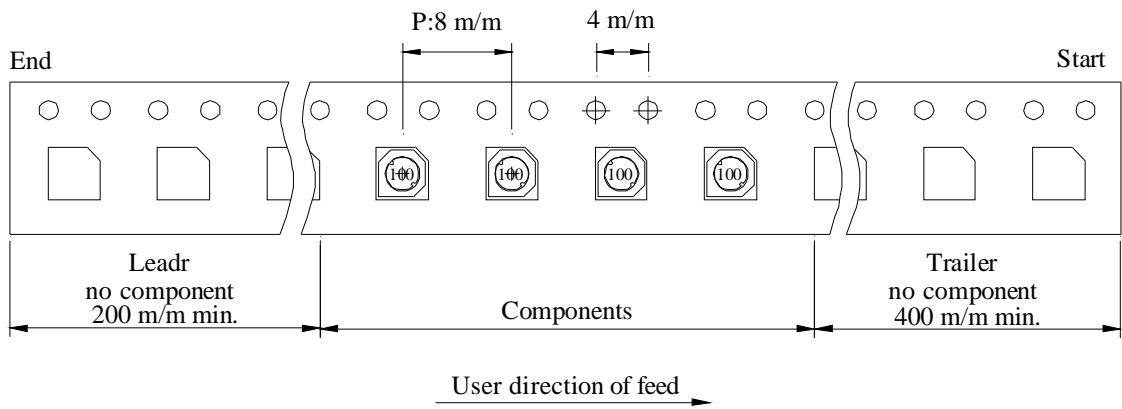 P:8 m/m
4 m/m
End
Start
100
100
100
100
Leadr
no component
200 m/m min.
Components
Trailer
no component
400 m/m min.
User direction of feed